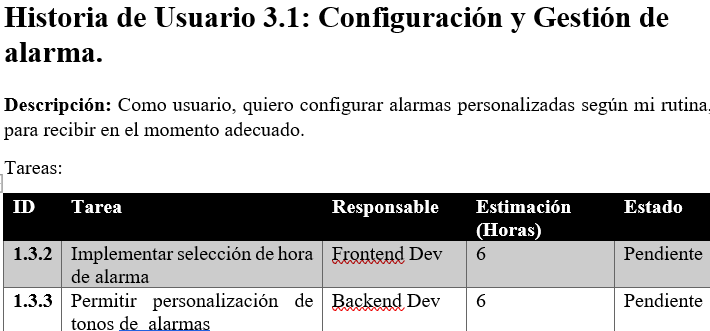 Historia de Usuario 3.1: Configuración y Gestión de
alarma.
Descripción: Como usuario, quiero configurar alarmas personalizadas según mi rutina,
para recibir en el momento adecuado.
Tareas:
ID Tarea Responsable Estimación (Horas) Estado
1.3.2 Implementar selección de hora de alarma Frontend Dev 6 Pendiente
1.3.3 Permitir personalización de tonos de alarmas Backend Dev 6 Pendiente